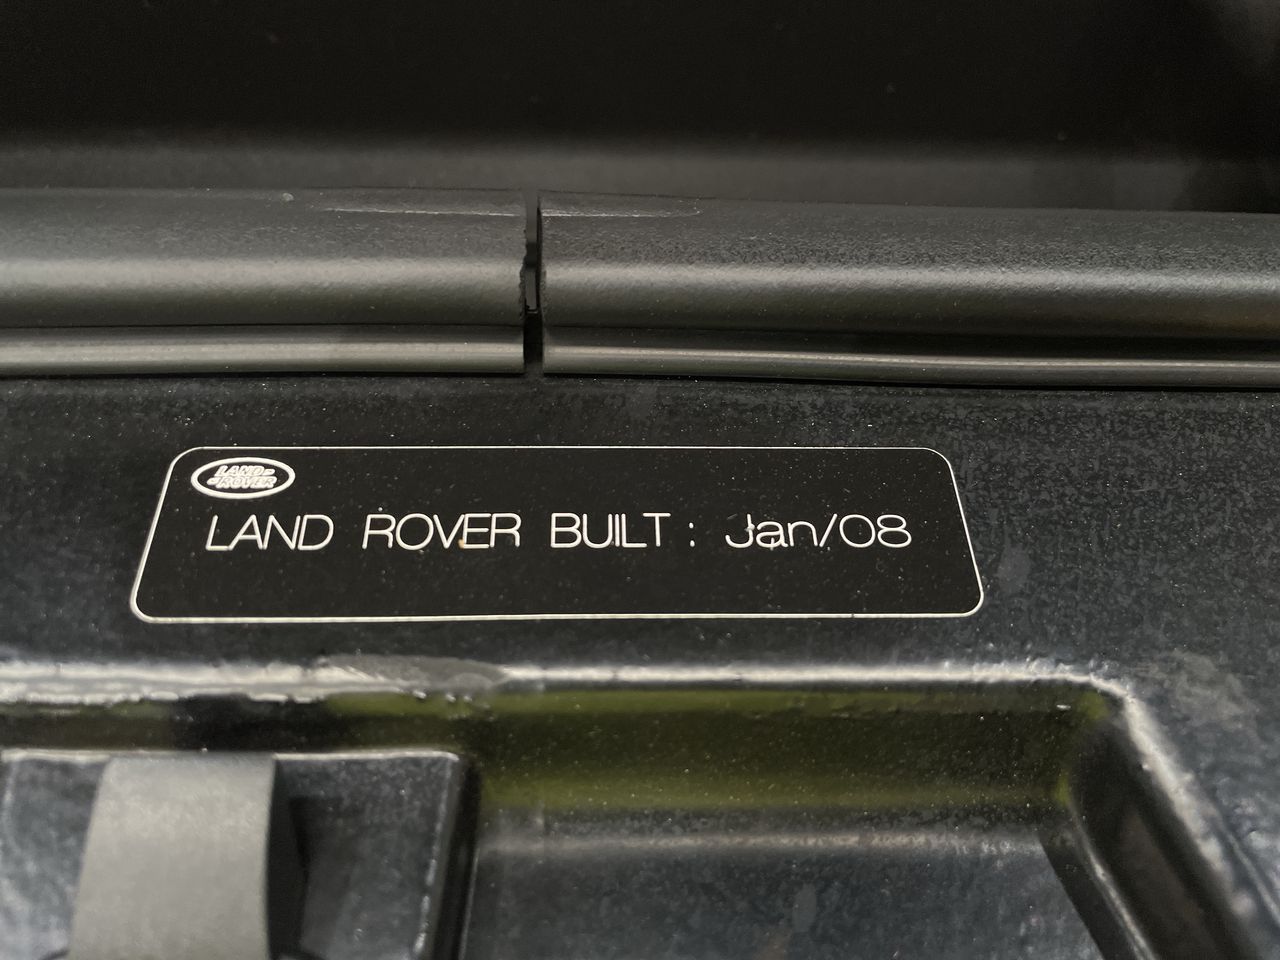 LAND-
-ROVER
LAND ROVER BUILT: Jan/08